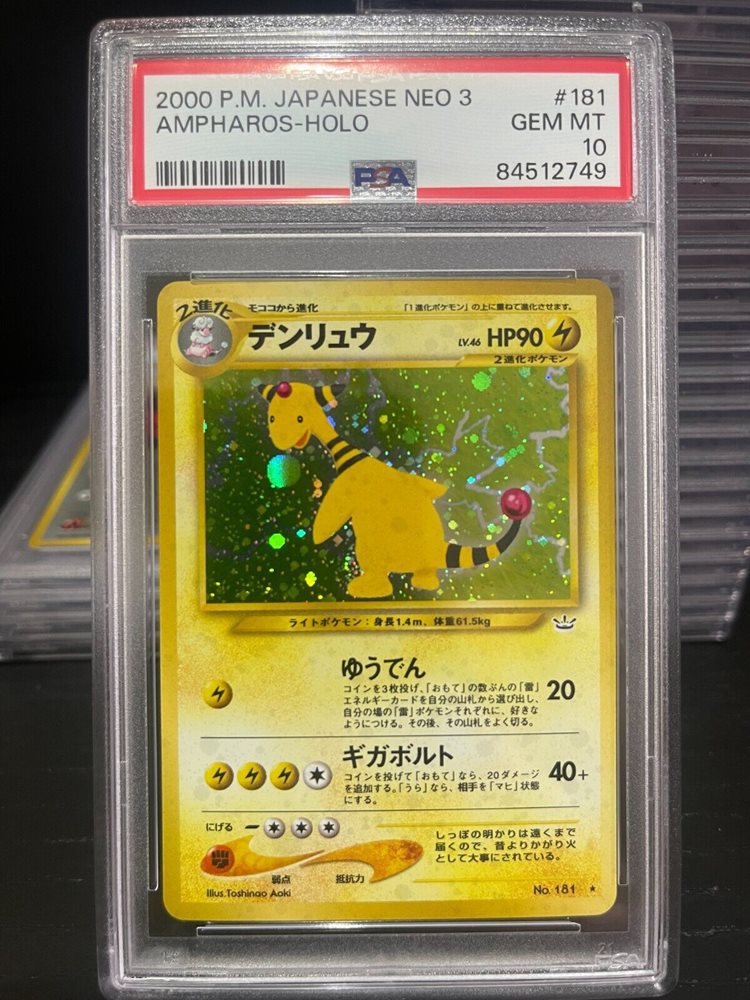 2000 P.M. JAPANESE NEO 3 #181
AMPHAROS-HOLO GEM MT
10
PSA 84512749
2進化 モココから進化 「1進化ポケモン」の上に重ねて進化させます。
デンリュウ LV.46 HP90
2進化ポケモン
ライトポケモン:身長1.4m、体重61.5kg
ゆうでん
コインを3枚投げ、「おもて」の数ぶんの「雷」
エネルギーカードを自分の山札から選び出し、
自分の場の「雷」ポケモンそれぞれに、好きな
ようにつける。その後、その山札をよく切る。
20
ギガボルト
コインを投げて「おもて」なら、20ダメージ
を追加する。「うら」なら、相手を「マヒ」状態
にする。
40+
にげる
しっぽの明かりは遠くまで
届くので、昔よりかがり火
として大事にされている。
弱点 抵抗力
illus.Toshinao Aoki No. 181 ★
PSA